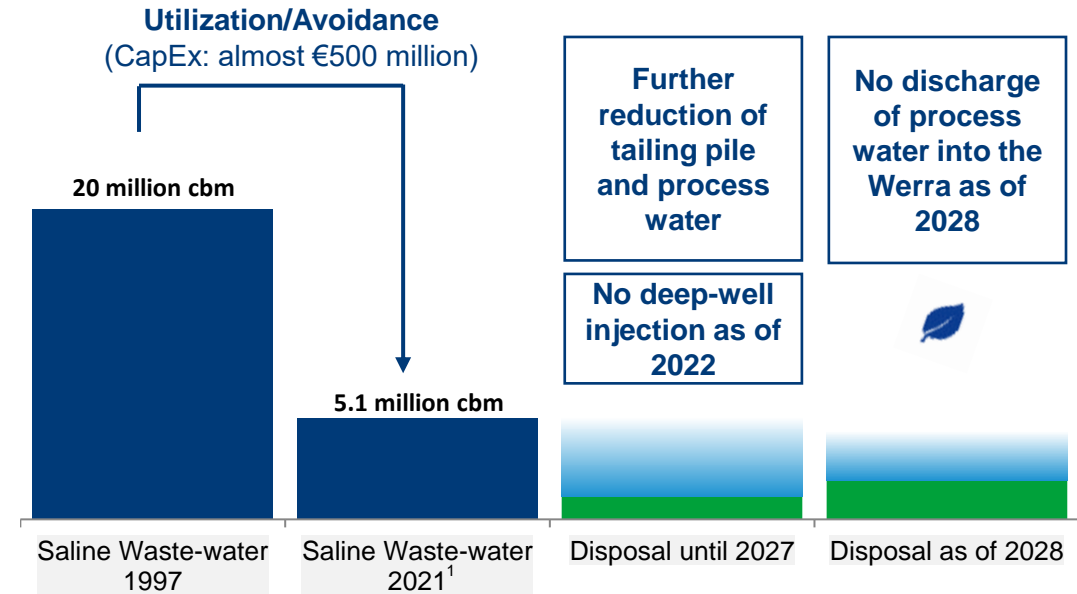 Utilization/Avoidance
(CapEx: almost €500 million)
20 million cbm
5.1 million cbm
Further
reduction of
tailing pile
and process
water
No deep-well
injection as of
2022
No discharge
of process
water into the
Werra as of
2028
Saline Waste-water
1997
Saline Waste-water
2021¹
Disposal until 2027
Disposal as of 2028